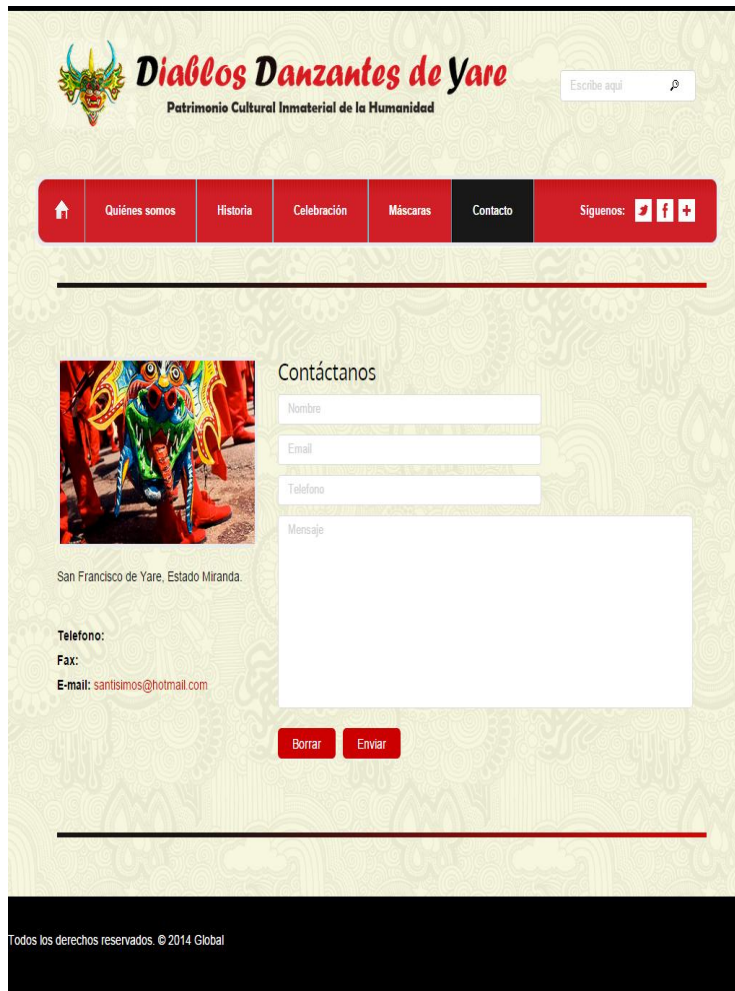 Diablos Danzantes de Yare
Patrimonio Cultural Inmaterial de la Humanidad
Escribe aquí
Quiénes somos
Historia
Celebración
Máscaras
Contacto
Síguenos:
Contáctanos
Nombre
Email
Telefono
Mensaje
San Francisco de Yare, Estado Miranda.
Telefono:
Fax:
E-mail: santisimos@hotmail.com
Borrar
Enviar
Todos los derechos reservados. © 2014 Global